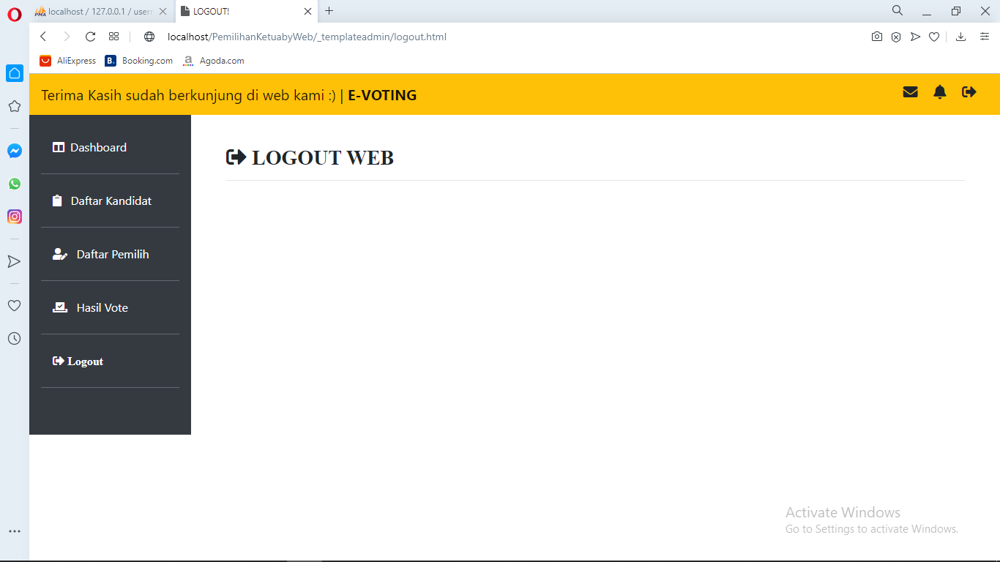 localhost / 127.0.0.1 / user
LOGOUT!
localhost/PemilihanKetuabyWeb/_templateadmin/logout.html
AliExpress
B.
Booking.com
a
Agoda.com
Terima Kasih sudah berkunjung di web kami :) | E-VOTING
Dashboard
LOGOUT WEB
Daftar Kandidat
Daftar Pemilih
Hasil Vote
Logout
Activate Windows
Go to Settings to activate Windows.